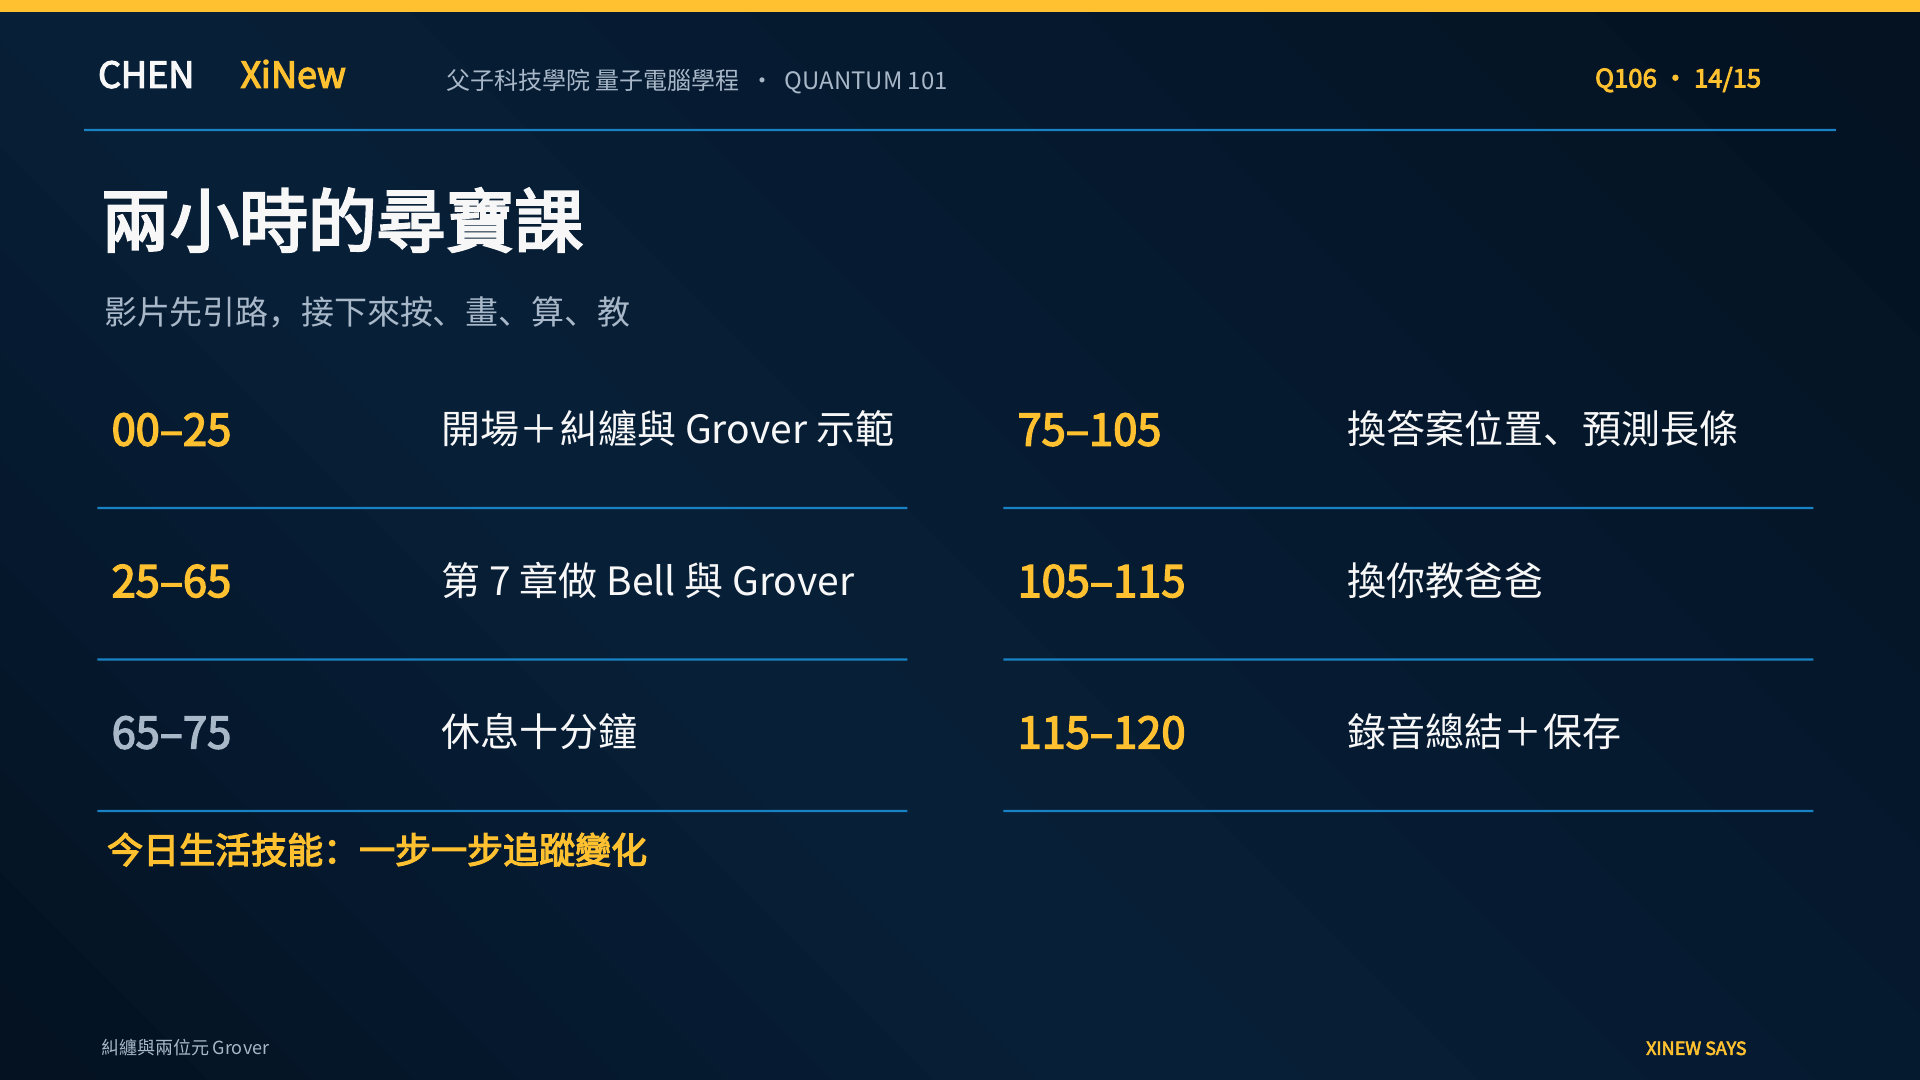 CHEN XiNew 父子科技學院 量子電腦學程 • QUANTUM 101 Q106 • 14/15
兩小時的尋寶課
影片先引路，接下來按、畫、算、教
00–25 開場＋糾纏與 Grover 示範
25–65 第 7 章做 Bell 與 Grover
65–75 休息十分鐘
75–105 換答案位置、預測長條
105–115 換你教爸爸
115–120 錄音總結＋保存
今日生活技能：一步一步追蹤變化
糾纏與兩位元 Grover
XINEW SAYS